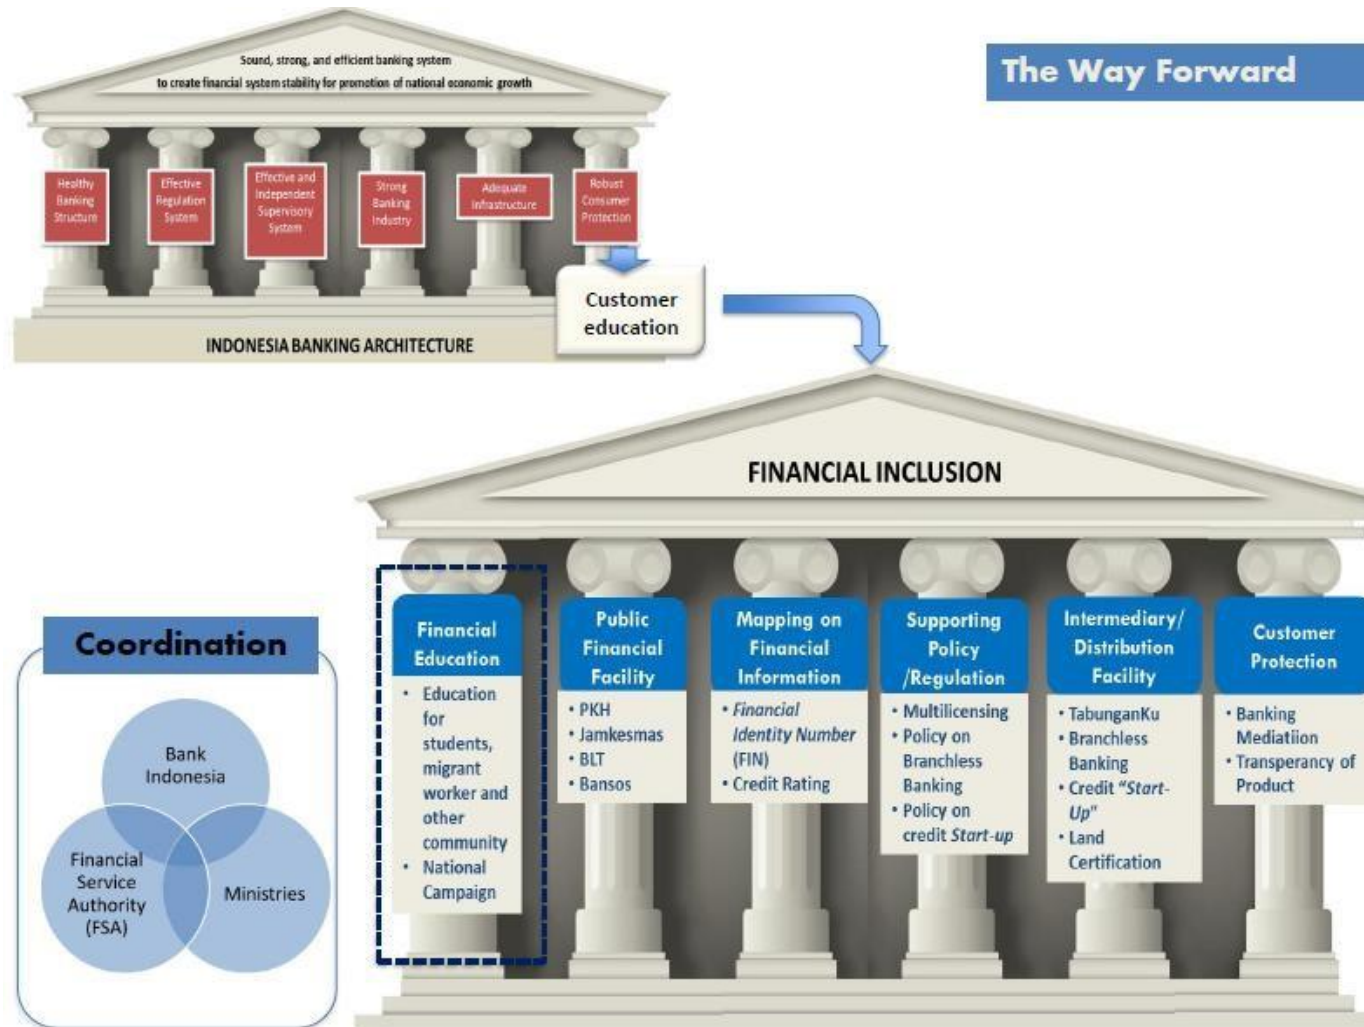 Sound, strong, and efficient banking system
to create financial system stability for promotion of national economic growth
The Way Forward
Healthy
Banking
Structure
Effective
Regulation
System
Effective and
Independent
Supervisory
System
Strong
Banking
Industry
Adequate
Infrastructure
Robust
Consumer
Protection
Customer
education
INDONESIA BANKING ARCHITECTURE
FINANCIAL INCLUSION
Coordination
Bank
Indonesia
Financial
Service
Authority
(FSA)
Ministries
Financial
Education
• Education
for
students,
migrant
worker and
other
community
• National
Campaign
Public
Financial
Facility
• PKH
• Jamkesmas
• BLT
• Bansos
Mapping on
Financial
Information
• Financial
Identity Number
(FIN)
• Credit Rating
Supporting
Policy
/Regulation
• Multilicensing
• Policy on
Branchless
Banking
• Policy on
credit Start-up
Intermediary/
Distribution
Facility
• TabunganKu
• Branchless
Banking
• Credit “Start-
Up”
• Land
Certification
Customer
Protection
• Banking
Mediatiion
• Transperancy of
Product